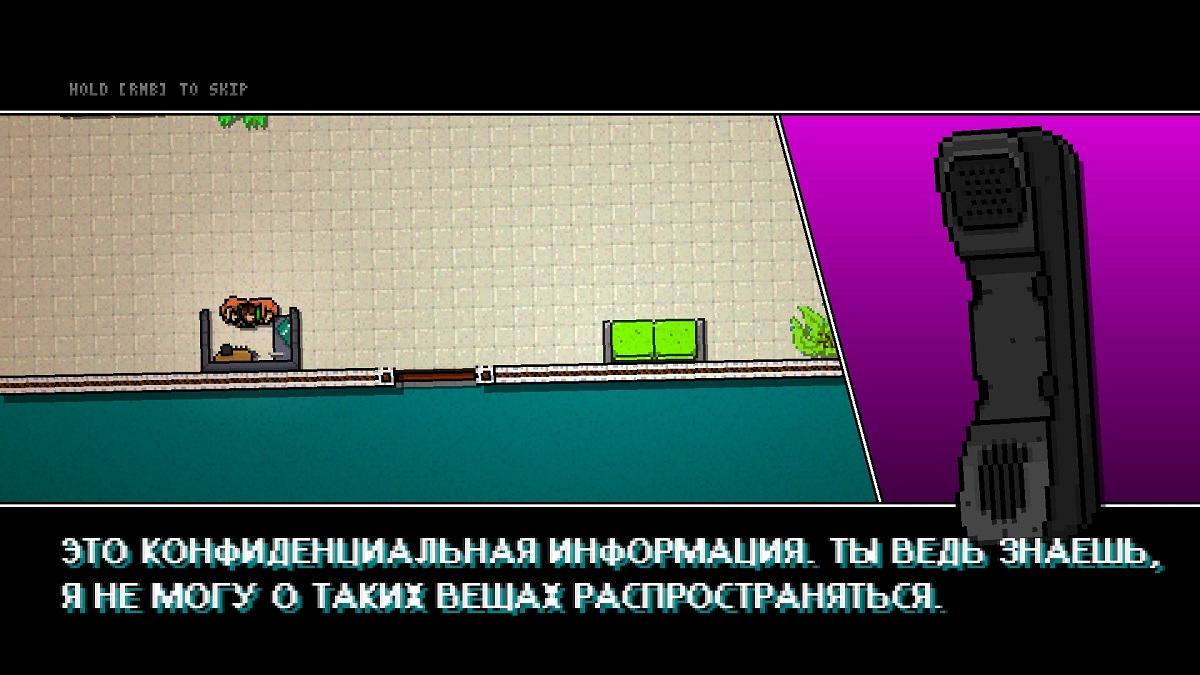 HOLD [RMB] TO SKIP
ЭТО КОНФИДЕНЦИАЛЬНАЯ ИНФОРМАЦИЯ. ТЫ ВЕДЬ ЗНАЕШЬ,
Я НЕ МОГУ О ТАКИХ ВЕЩАХ РАСПРОСТРАНЯТЬСЯ.